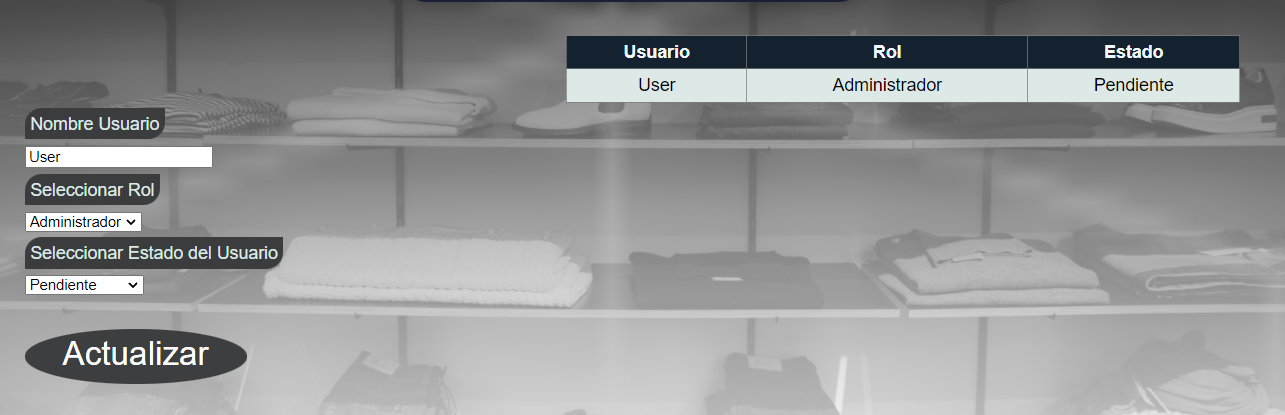 Usuario Rol Estado
User Administrador Pendiente
Nombre Usuario
User
Seleccionar Rol
Administrador
Seleccionar Estado del Usuario
Pendiente
Actualizar